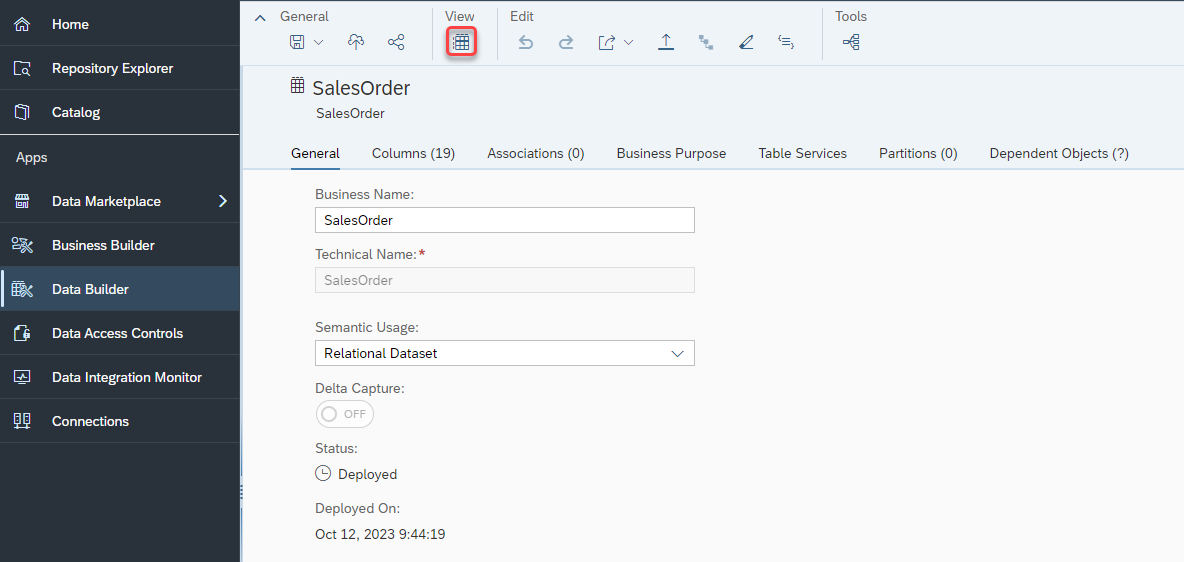 Home
Repository Explorer
Catalog
Apps
Data Marketplace
Business Builder
Data Builder
Data Access Controls
Data Integration Monitor
Connections
General View Edit Tools
SalesOrder
SalesOrder
General Columns (19) Associations (0) Business Purpose Table Services Partitions (0) Dependent Objects (?)
Business Name:
SalesOrder
Technical Name:*
SalesOrder
Semantic Usage:
Relational Dataset
Delta Capture:
OFF
Status:
Deployed
Deployed On:
Oct 12, 2023 9:44:19